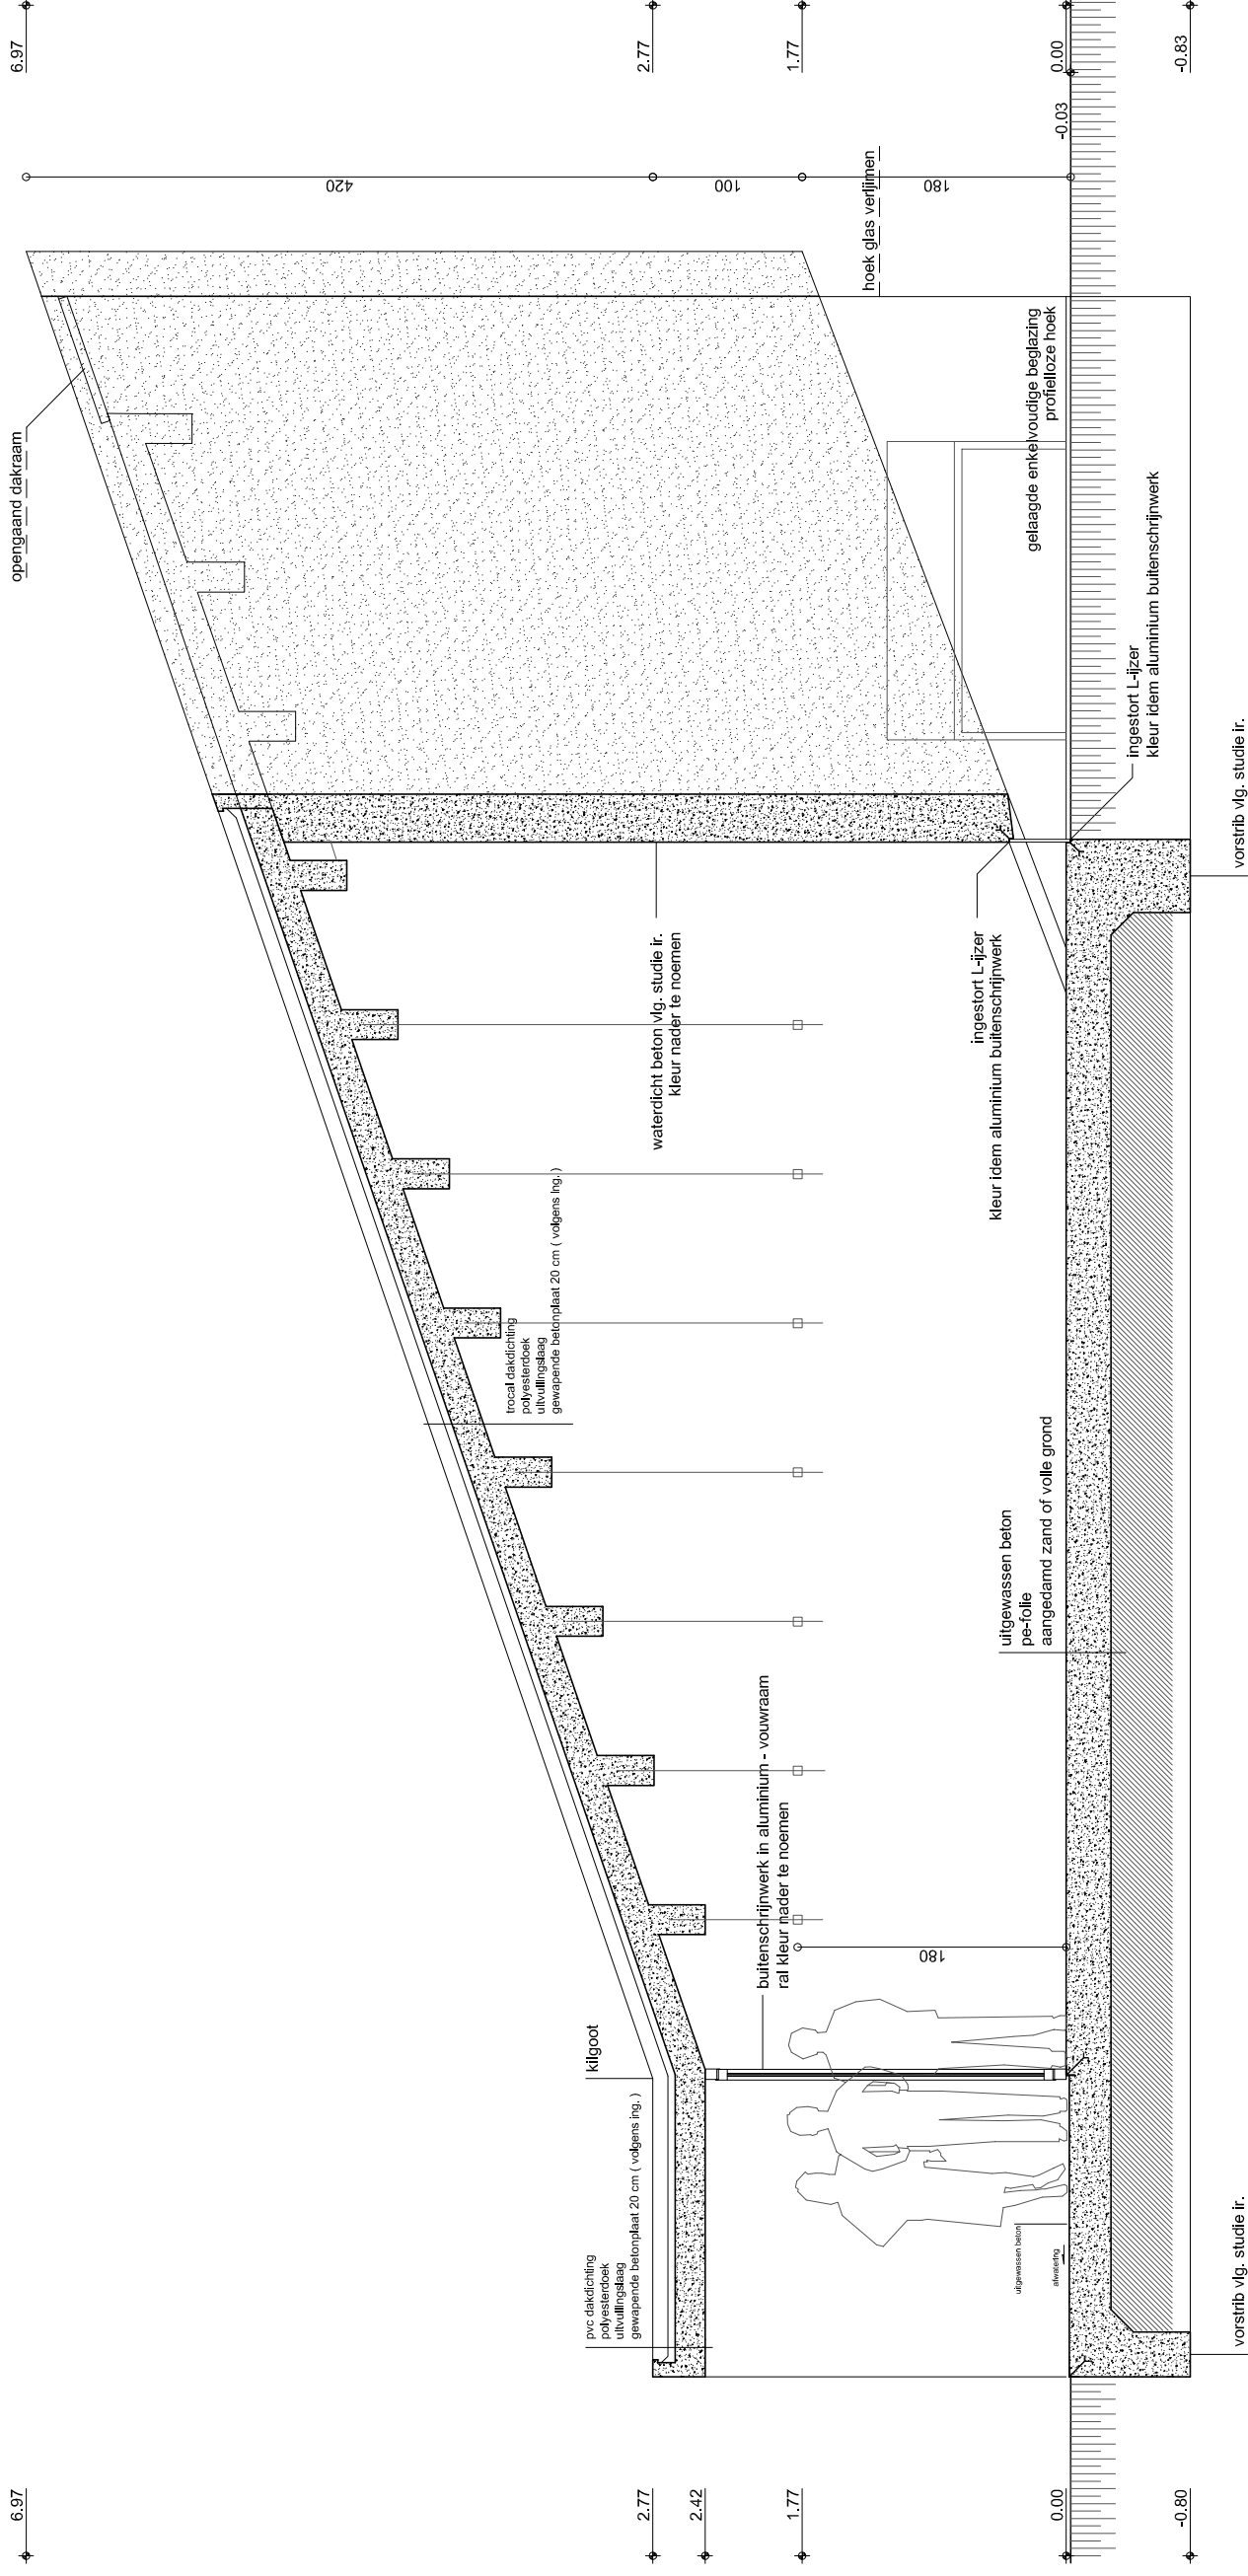 6.97
2.77
1.77
0.00
-0.03
-0.83
420
100
180
opengaand dakraam
hoek glas verlijmen
gelaagde enkelvoudige beglazing
profielloze hoek
ingestort L-ijzer
kleur idem aluminium buitenschrijnwerk
vorstrib vlg. studie ir.
waterdicht beton vlg. studie ir.
kleur nader te noemen
ingestort L-ijzer
kleur idem aluminium buitenschrijnwerk
trocal dakdichting
polyesterdoek
uitvullingslaag
gewapende betonplaat 20 cm ( volgens ing. )
uitgewassen beton
pe-folie
aangedamd zand of volle grond
buitenschrijnwerk in aluminium - vouwraam
ral kleur nader te noemen
180
kilgoot
pvc dakdichting
polyesterdoek
uitvullingslaag
gewapende betonplaat 20 cm ( volgens ing. )
uitgewassen beton
afwatering
vorstrib vlg. studie ir.
6.97
2.77
2.42
1.77
0.00
-0.80